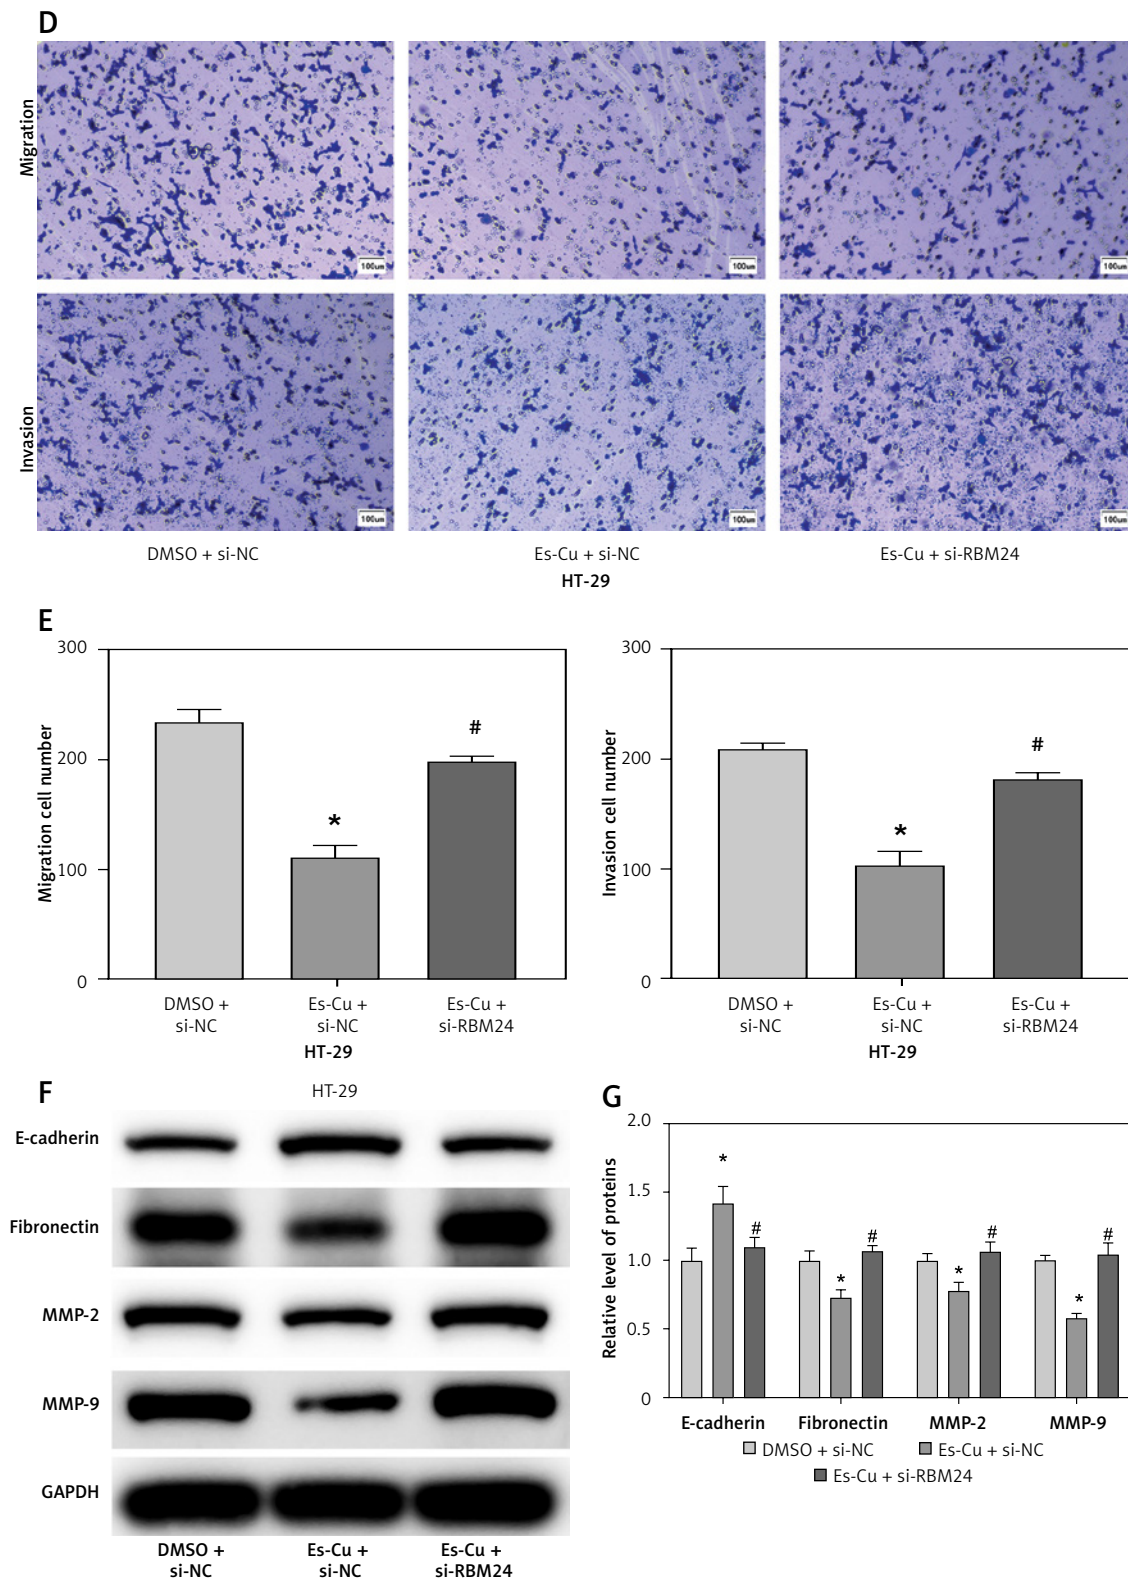 D
Migration
100um
100um
100um
Invasion
100um
100um
100um
DMSO + si-NC
Es-Cu + si-NC
Es-Cu + si-RBM24
HT-29
E
Migration cell number
300
200
100
0
*
#
DMSO +
si-NC
Es-Cu +
si-NC
Es-Cu +
si-RBM24
HT-29
Invasion cell number
300
200
100
0
*
#
DMSO +
si-NC
Es-Cu +
si-NC
Es-Cu +
si-RBM24
HT-29
F
HT-29
E-cadherin
Fibronectin
MMP-2
MMP-9
GAPDH
DMSO +
si-NC
Es-Cu +
si-NC
Es-Cu +
si-RBM24
G
Relative level of proteins
2.0
1.5
1.0
0.5
0
*
#
*
#
*
#
*
#
E-cadherin
Fibronectin
MMP-2
MMP-9
DMSO + si-NC
Es-Cu + si-NC
Es-Cu + si-RBM24